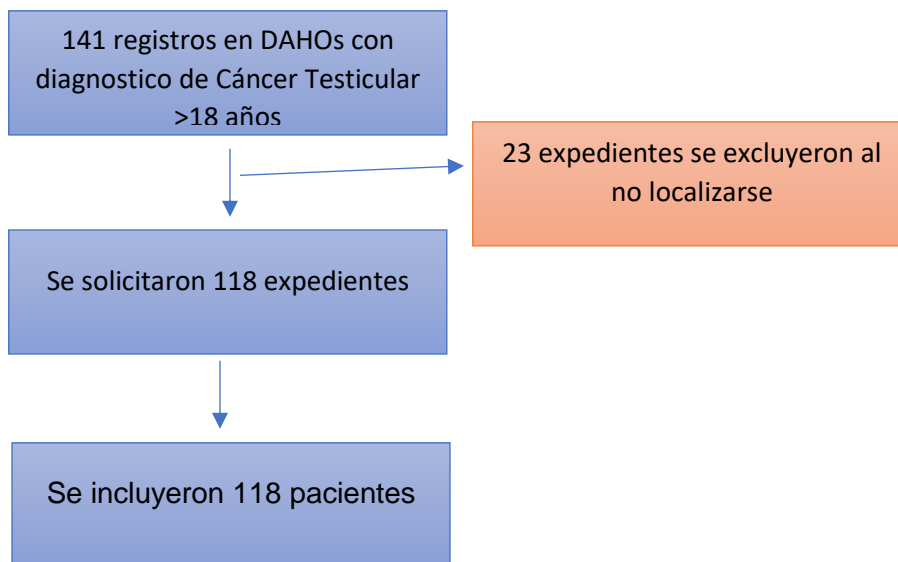 141 registros en DAHOs con
diagnostico de Cáncer Testicular
>18 años
23 expedientes se excluyeron al
no localizarse
Se solicitaron 118 expedientes
Se incluyeron 118 pacientes